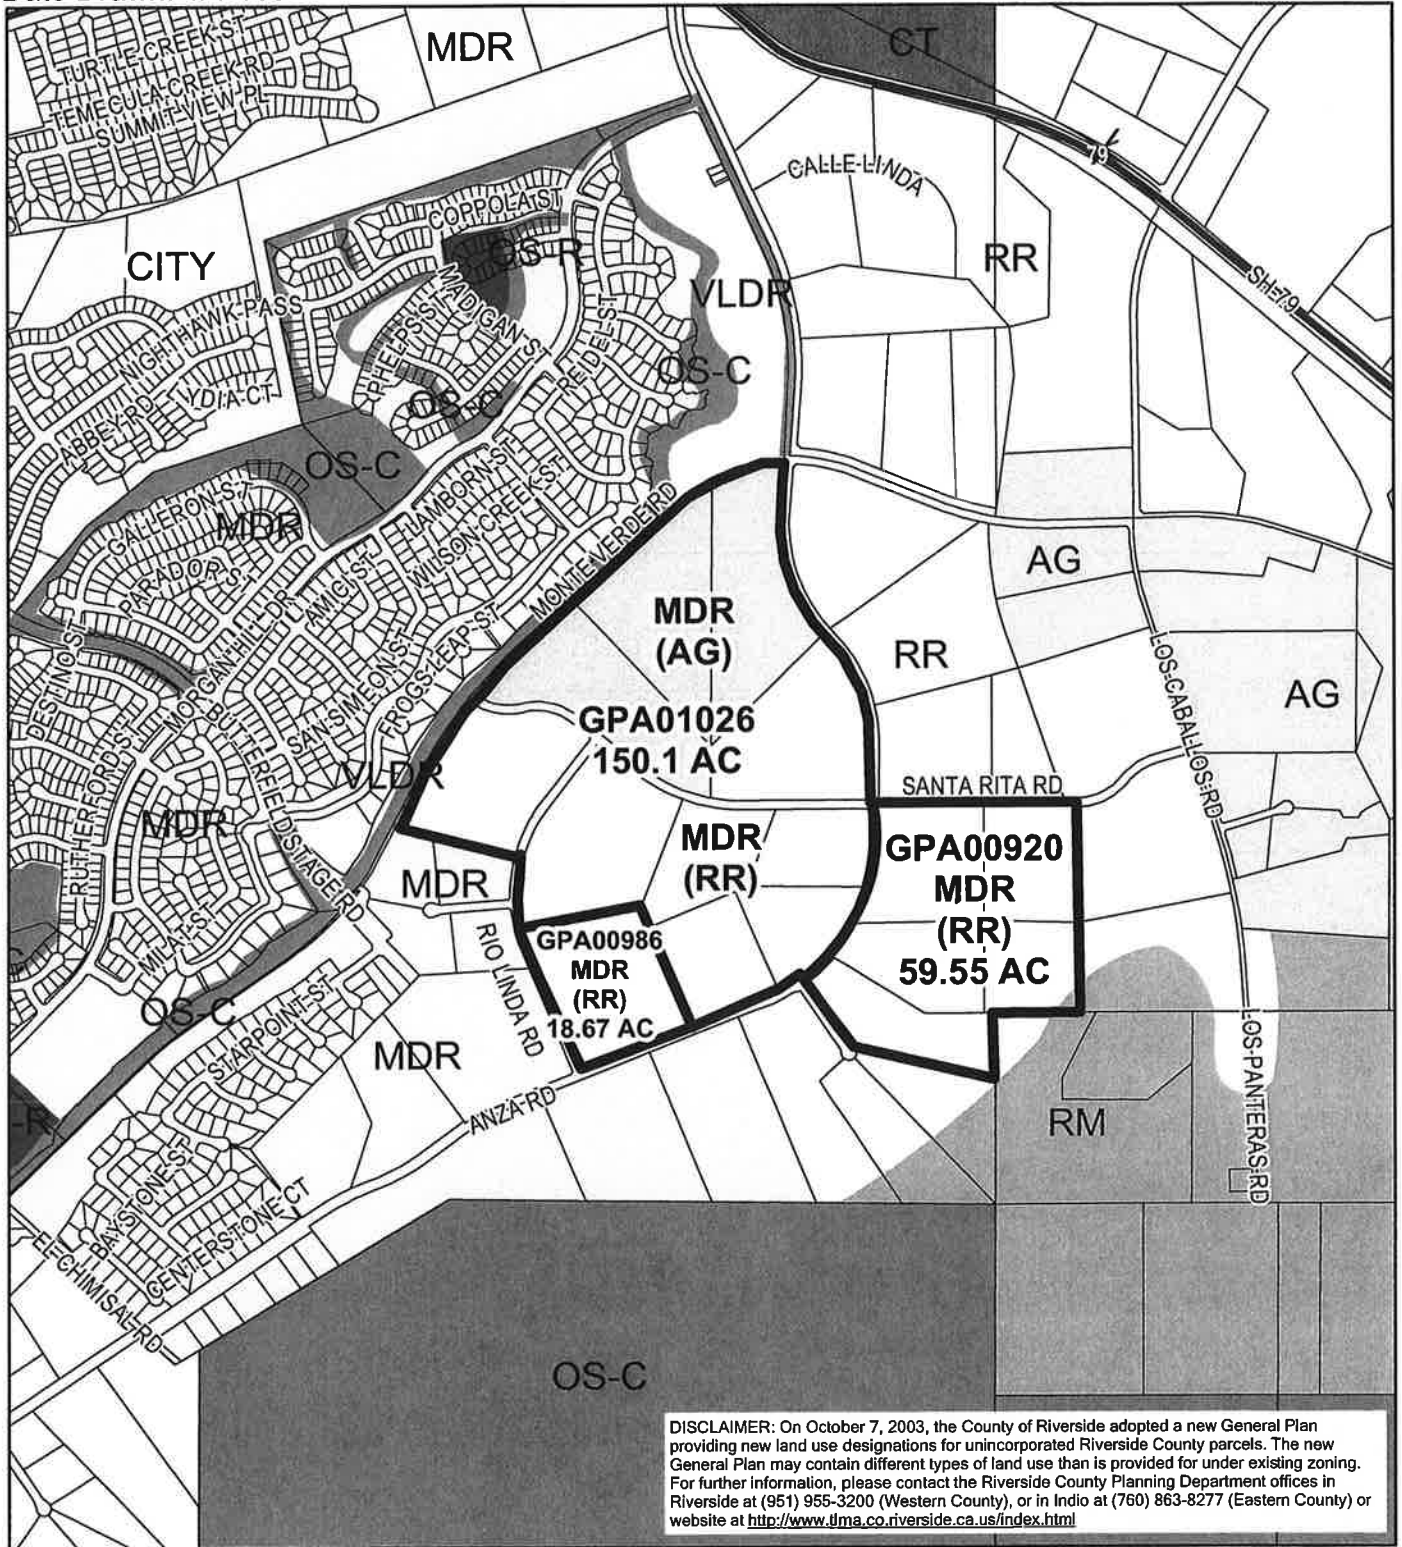 TURTLE CREEK ST
TEMECULA CREEK RD
SUMMIT VIEW PL
MDR
CT
79
CALLE LINDA
COPPOLA ST
OS-R
CITY
RR
SH-79
NIGHTHAWK PASS
MADIGAN ST
PHELPS ST
REIDEL ST
VLDR
OS-C
YDIA CT
ABBEY RD
OS-C
OS-C
LAMBORN ST
GALLERON ST
MDR
WILSON CREEK ST
MONTE VERDE RD
PARADOR ST
AMICI ST
AG
MDR
(AG)
RR
LOS CABALLOS RD
AG
DESTINO ST
MORGAN HILL DR
SAN SIMEON ST
FROGS LEAP ST
GPA01026
150.1 AC
RUTHERFORD ST
BUTTERFIELD STAGE RD
VLDR
SANTA RITA RD
MDR
MDR
(RR)
GPA00920
MDR
(RR)
59.55 AC
MDR
MILAT ST
RIO LINDA RD
GPA00986
MDR
(RR)
18.67 AC
OS-C
STARPOINT ST
MDR
LOS PANTERAS RD
ANZA RD
RM
-R
BAYSTONE ST
CENTERSTONE CT
EL CHIMISAL RD
OS-C
DISCLAIMER: On October 7, 2003, the County of Riverside adopted a new General Plan
providing new land use designations for unincorporated Riverside County parcels. The new
General Plan may contain different types of land use than is provided for under existing zoning.
For further information, please contact the Riverside County Planning Department offices in
Riverside at (951) 955-3200 (Western County), or in Indio at (760) 863-8277 (Eastern County) or
website at http://www.tlma.co.riverside.ca.us/index.html